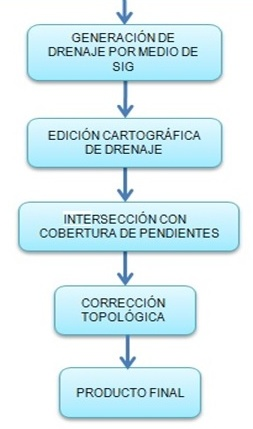 GENERACIÓN DE
DRENAJE POR MEDIO DE
SIG
EDICIÓN CARTOGRÁFICA
DE DRENAJE
INTERSECCIÓN CON
COBERTURA DE PENDIENTES
CORRECCIÓN
TOPOLÓGICA
PRODUCTO FINAL